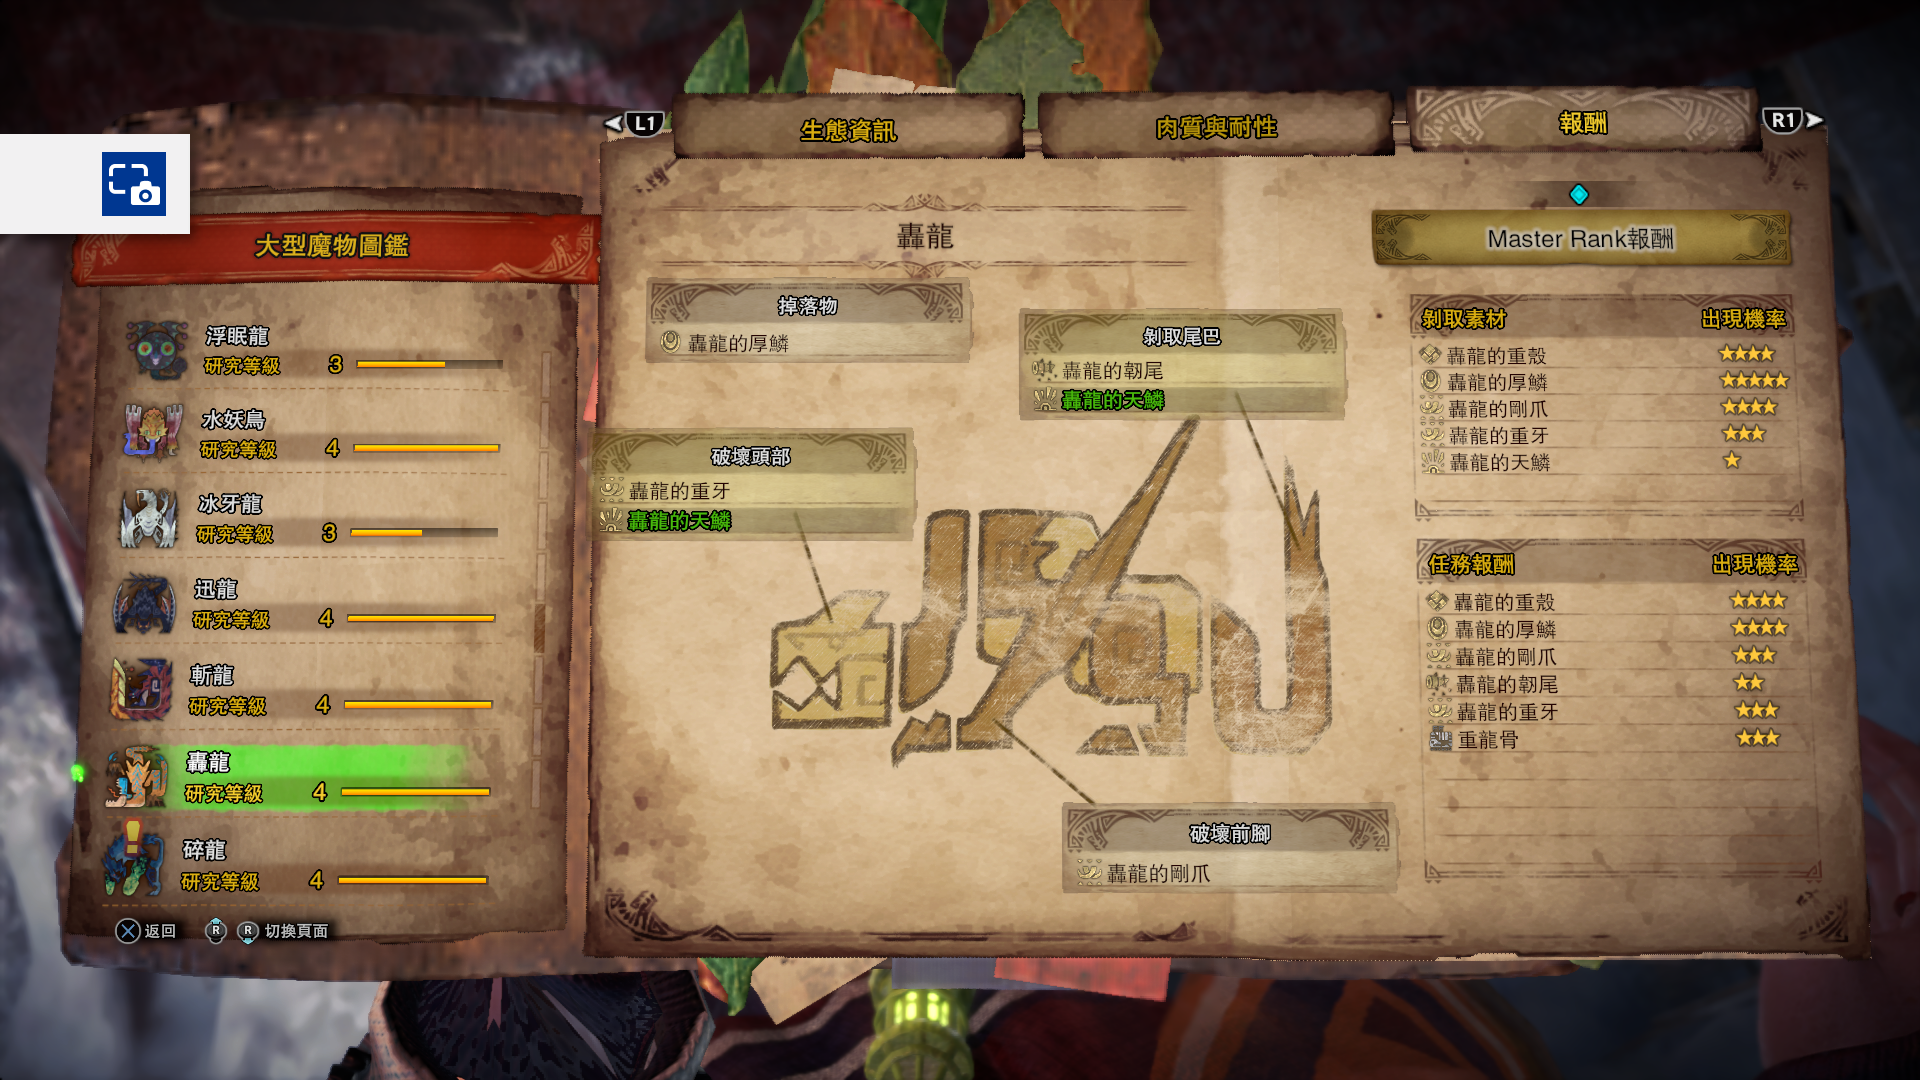 L1
生態資訊
肉質與耐性
報酬
R1
大型魔物圖鑑
浮眠龍
研究等級 3
水妖鳥
研究等級 4
冰牙龍
研究等級 3
迅龍
研究等級 4
斬龍
研究等級 4
轟龍
研究等級 4
碎龍
研究等級 4
返回
R R 切換頁面
轟龍
掉落物
轟龍的厚鱗
剝取尾巴
轟龍的韌尾
轟龍的天鱗
破壞頭部
轟龍的重牙
轟龍的天鱗
破壞前腳
轟龍的剛爪
Master Rank報酬
剝取素材 出現機率
轟龍的重殼
轟龍的厚鱗
轟龍的剛爪
轟龍的重牙
轟龍的天鱗
任務報酬 出現機率
轟龍的重殼
轟龍的厚鱗
轟龍的剛爪
轟龍的韌尾
轟龍的重牙
重龍骨